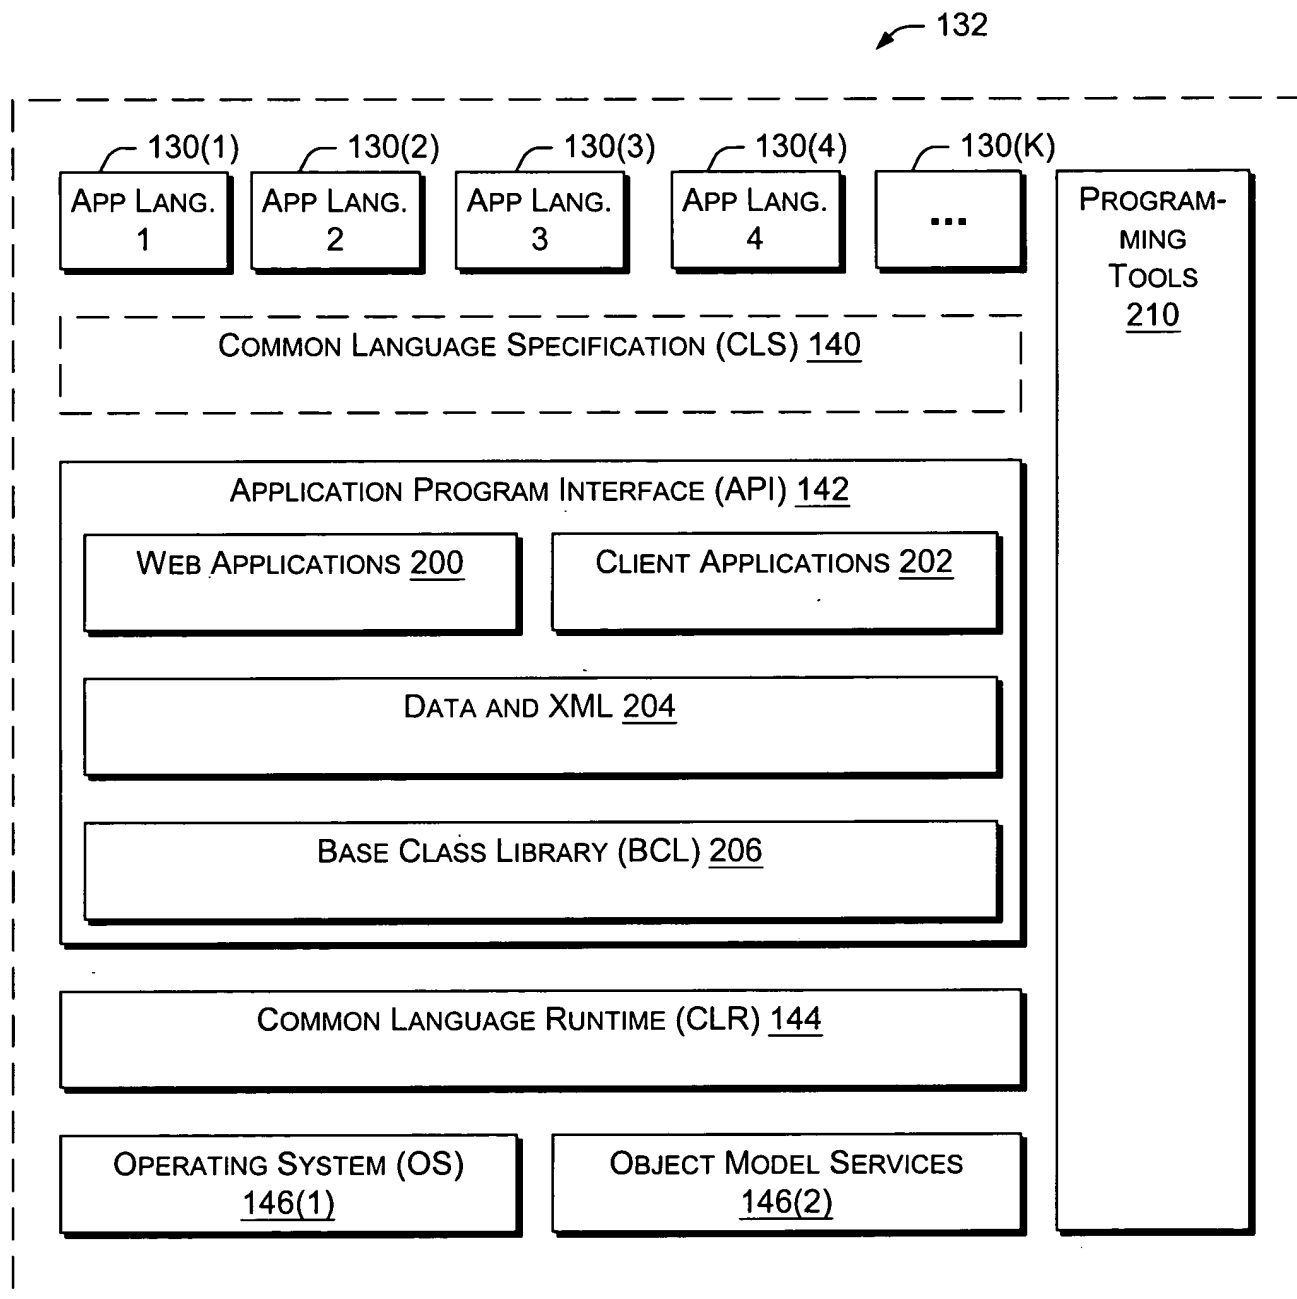 132
130(1)
130(2)
130(3)
130(4)
130(K)
APP LANG.
1
APP LANG.
2
APP LANG.
3
APP LANG.
4
...
PROGRAM-
MING
TOOLS
210
COMMON LANGUAGE SPECIFICATION (CLS) 140
APPLICATION PROGRAM INTERFACE (API) 142
WEB APPLICATIONS 200
CLIENT APPLICATIONS 202
DATA AND XML 204
BASE CLASS LIBRARY (BCL) 206
COMMON LANGUAGE RUNTIME (CLR) 144
OPERATING SYSTEM (OS)
146(1)
OBJECT MODEL SERVICES
146(2)